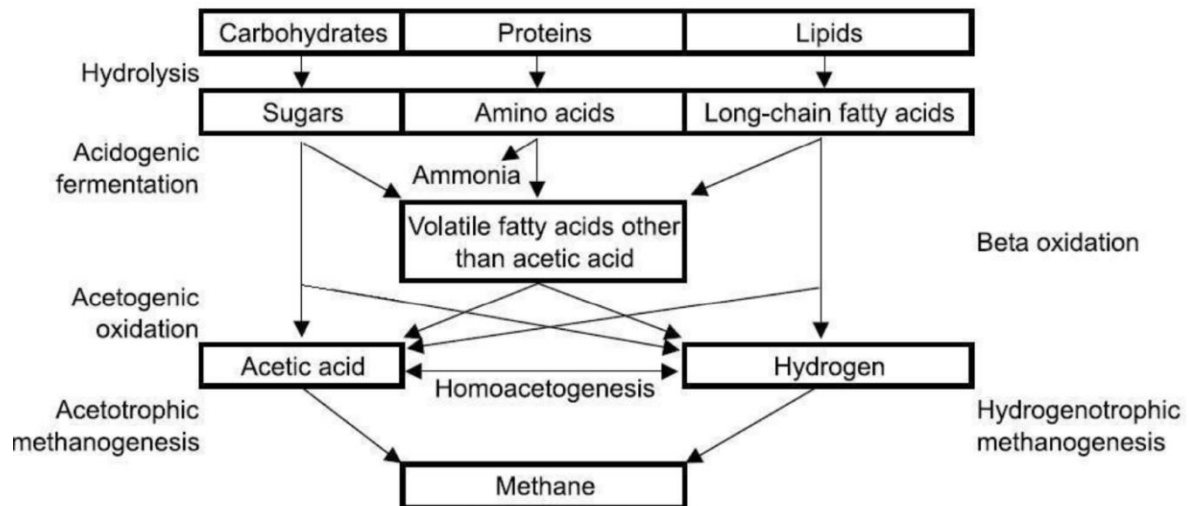 Carbohydrates Proteins Lipids
Hydrolysis
Sugars Amino acids Long-chain fatty acids
Acidogenic
fermentation
Ammonia
Volatile fatty acids other
than acetic acid
Beta oxidation
Acetogenic
oxidation
Acetic acid Hydrogen
Homoacetogenesis
Acetotrophic
methanogenesis
Hydrogenotrophic
methanogenesis
Methane